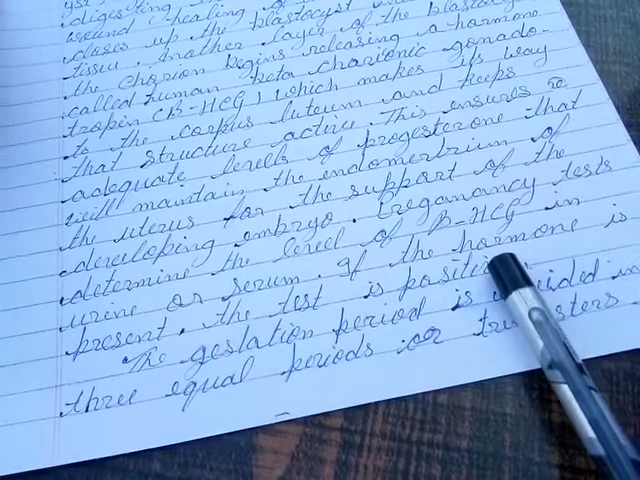 digesting
wound healing of
closes up the blastocyst
tissue. Another layer of the blasto
the chorion begins releasing a hormone
called human beta chorionic gonado-
tropin (B-HCG) which makes its way
to the corpus luteum and keeps
that structure active. This ensures
adequate levels of progesterone that
will maintain the endometrium of
the uterus for the support of the
developing embryo. Preganancy tests
determine the level of B-HCG in
urine or serum. If the hormone is
present, the test is positi
The gestation period is divided in
three equal periods or